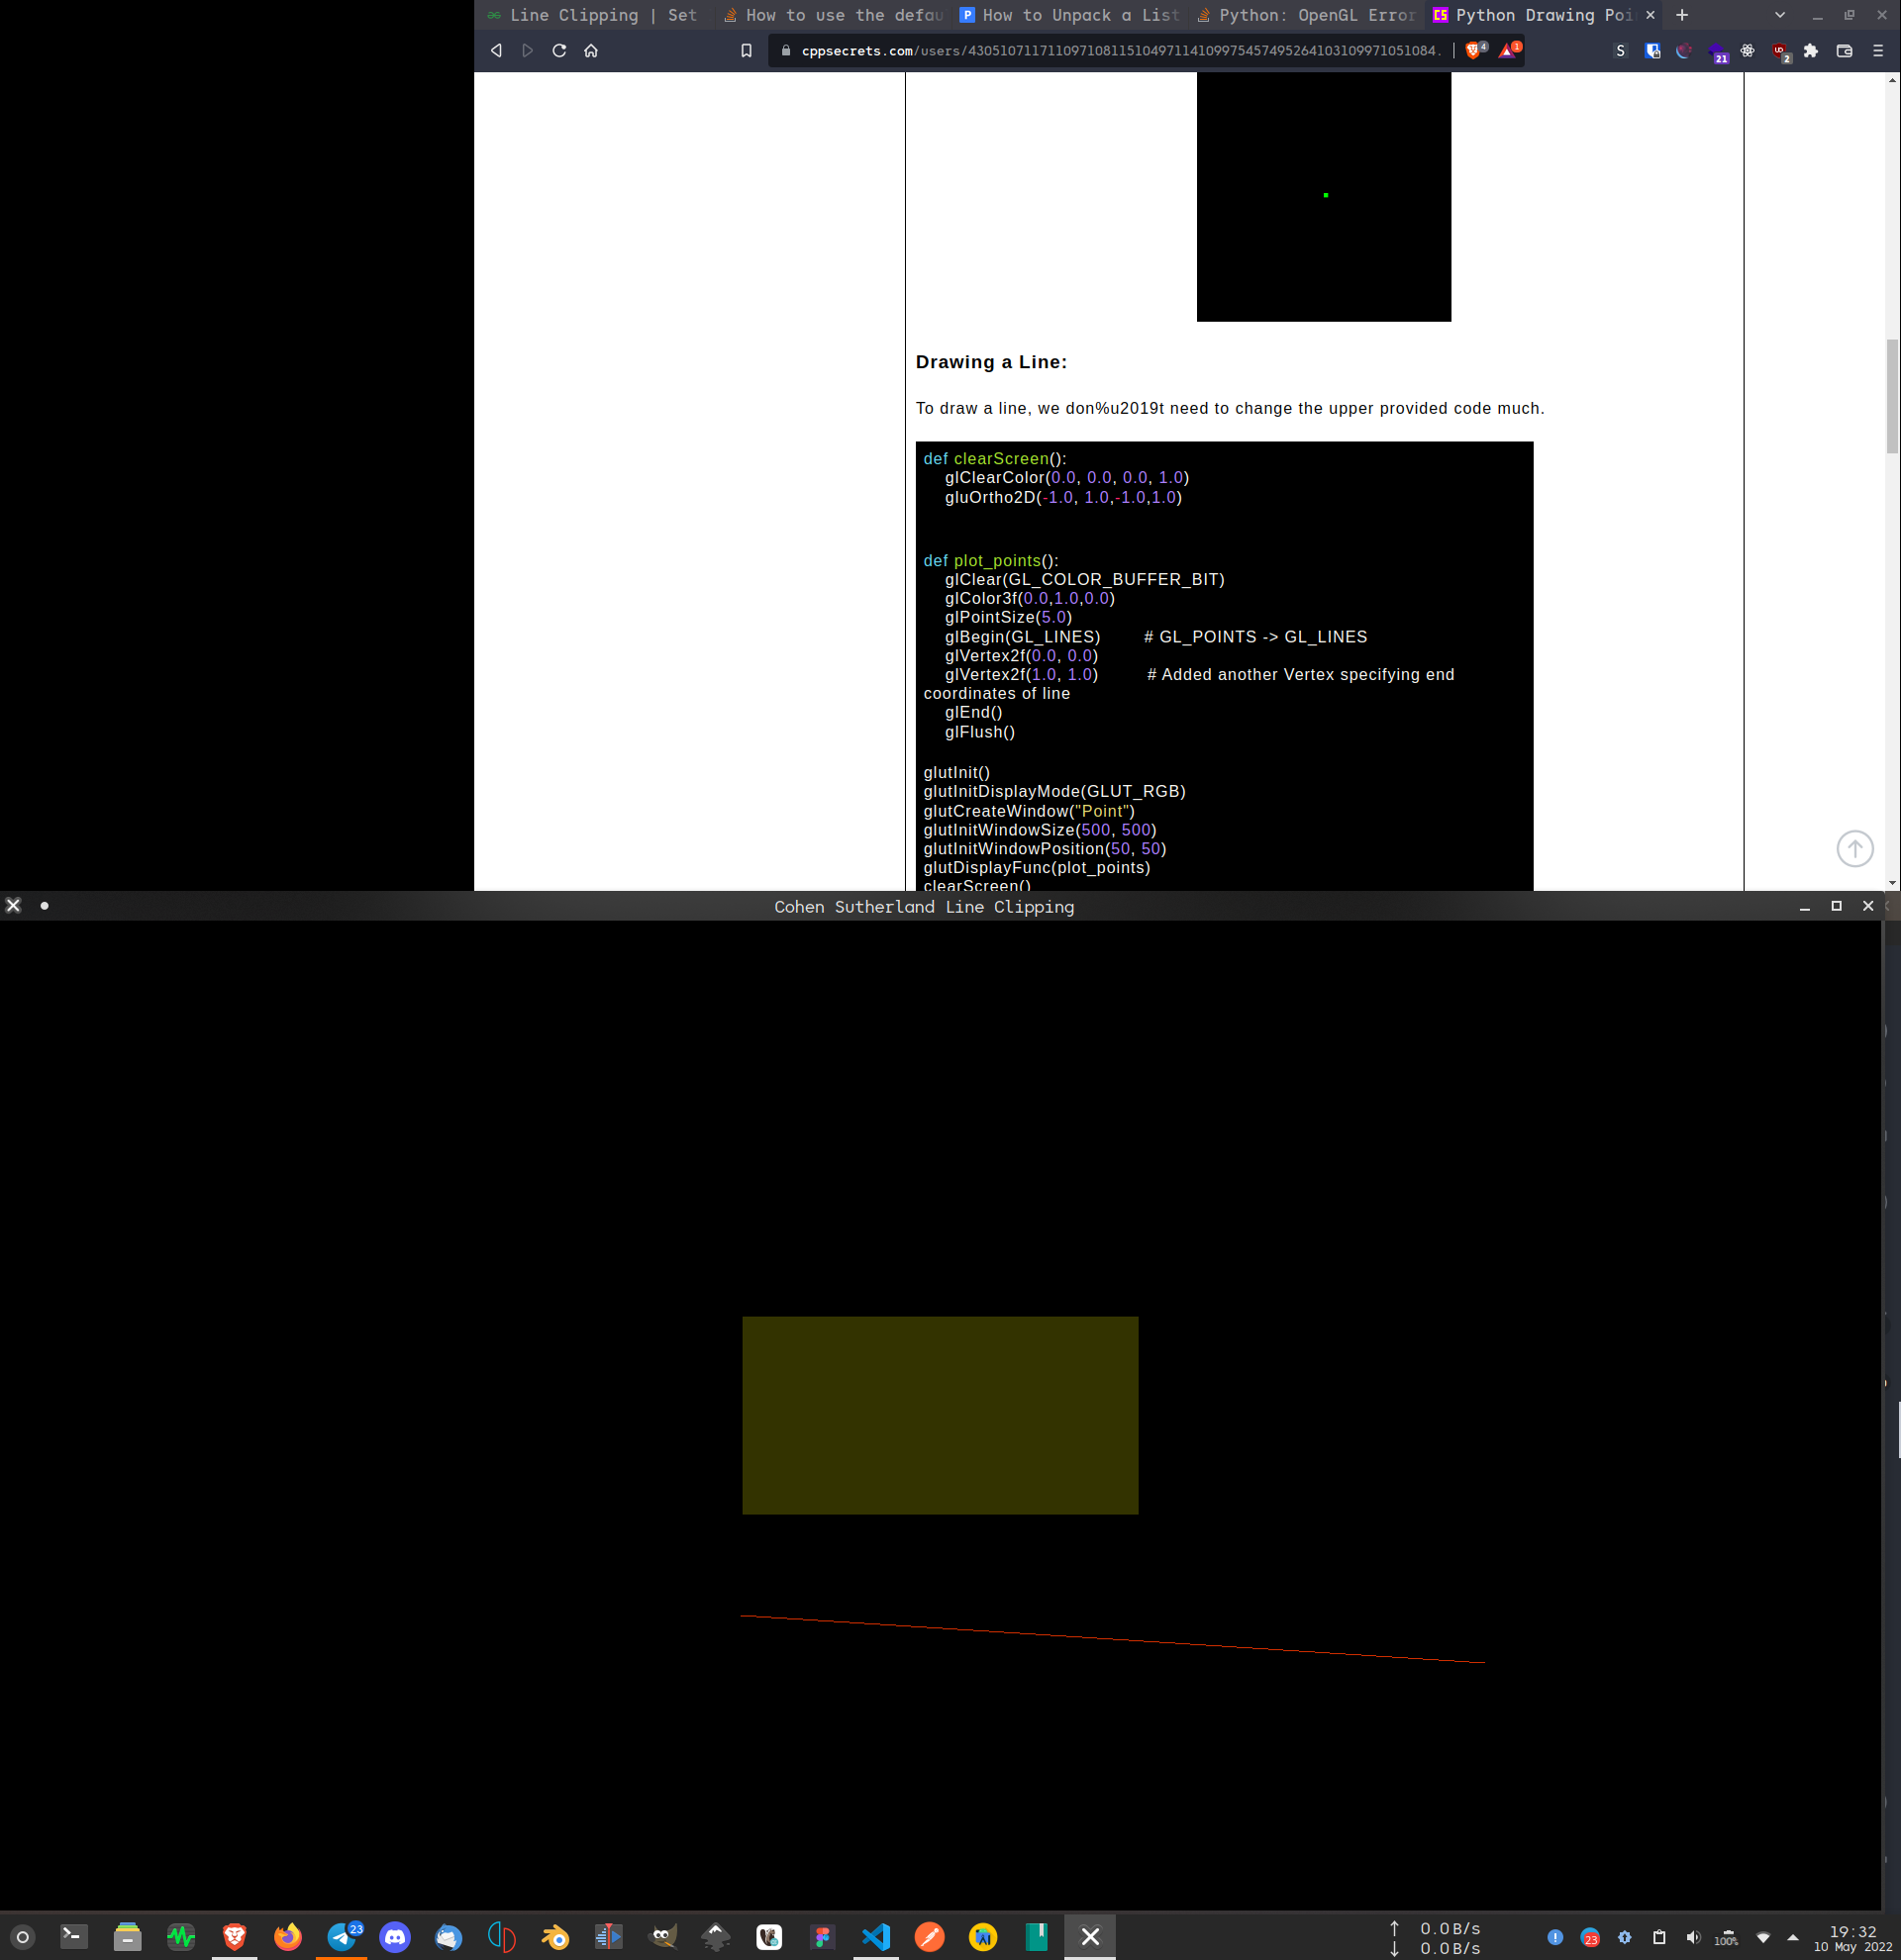 Line Clipping | Set
How to use the defau
How to Unpack a List
Python: OpenGL Error
CS Python Drawing Poi
cppsecrets.com/users/43051071171109710811510497114109975457495264103109971051084.
4
1
S
21
2
Drawing a Line:
To draw a line, we don%u2019t need to change the upper provided code much.
def clearScreen():
glClearColor(0.0, 0.0, 0.0, 1.0)
gluOrtho2D(-1.0, 1.0,-1.0,1.0)
def plot_points():
glClear(GL_COLOR_BUFFER_BIT)
glColor3f(0.0,1.0,0.0)
glPointSize(5.0)
glBegin(GL_LINES) # GL_POINTS -> GL_LINES
glVertex2f(0.0, 0.0)
glVertex2f(1.0, 1.0) # Added another Vertex specifying end
coordinates of line
glEnd()
glFlush()
glutInit()
glutInitDisplayMode(GLUT_RGB)
glutCreateWindow("Point")
glutInitWindowSize(500, 500)
glutInitWindowPosition(50, 50)
glutDisplayFunc(plot_points)
clearScreen()
Cohen Sutherland Line Clipping
23
0.0B/s
0.0B/s
23
100%
19:32
10 May 2022